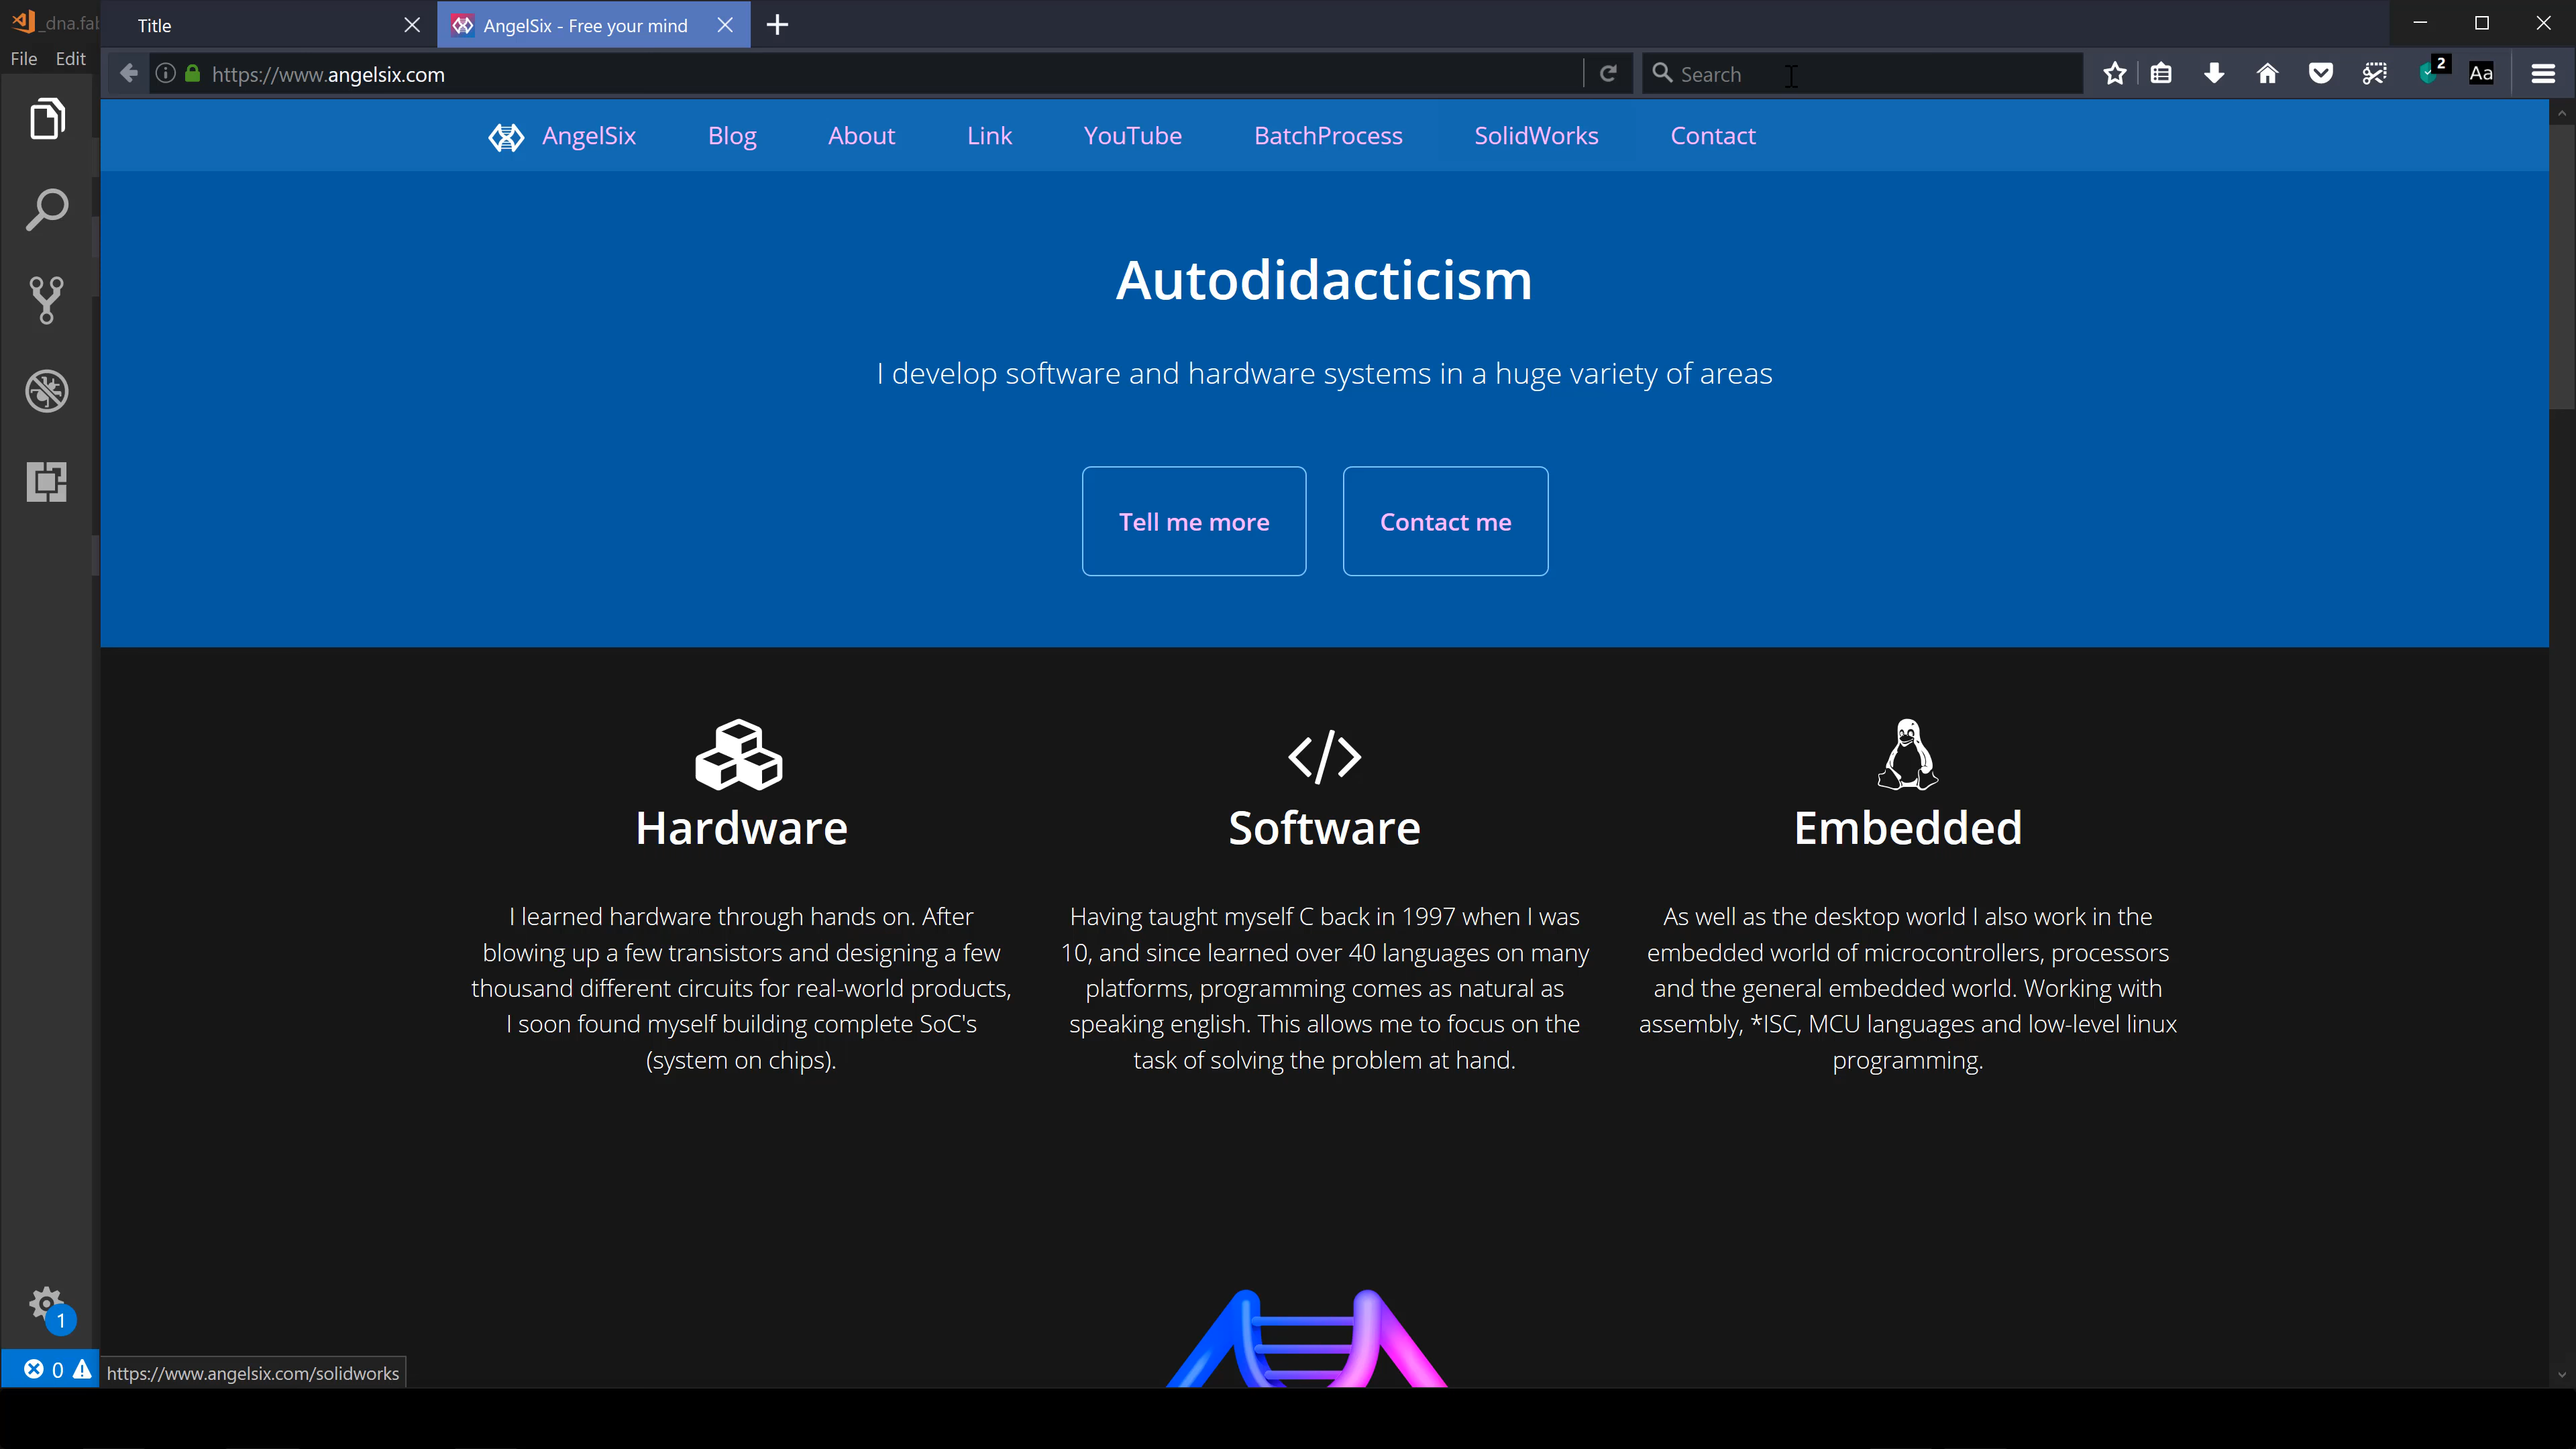 _dna.fab
Title
AngelSix - Free your mind
File Edit
https://www.angelsix.com
Search
2
Aa
AngelSix Blog About Link YouTube BatchProcess SolidWorks Contact
Autodidacticism
I develop software and hardware systems in a huge variety of areas
Tell me more
Contact me
Hardware
I learned hardware through hands on. After
blowing up a few transistors and designing a few
thousand different circuits for real-world products,
I soon found myself building complete SoC's
(system on chips).
Software
Having taught myself C back in 1997 when I was
10, and since learned over 40 languages on many
platforms, programming comes as natural as
speaking english. This allows me to focus on the
task of solving the problem at hand.
Embedded
As well as the desktop world I also work in the
embedded world of microcontrollers, processors
and the general embedded world. Working with
assembly, *ISC, MCU languages and low-level linux
programming.
1
0
https://www.angelsix.com/solidworks